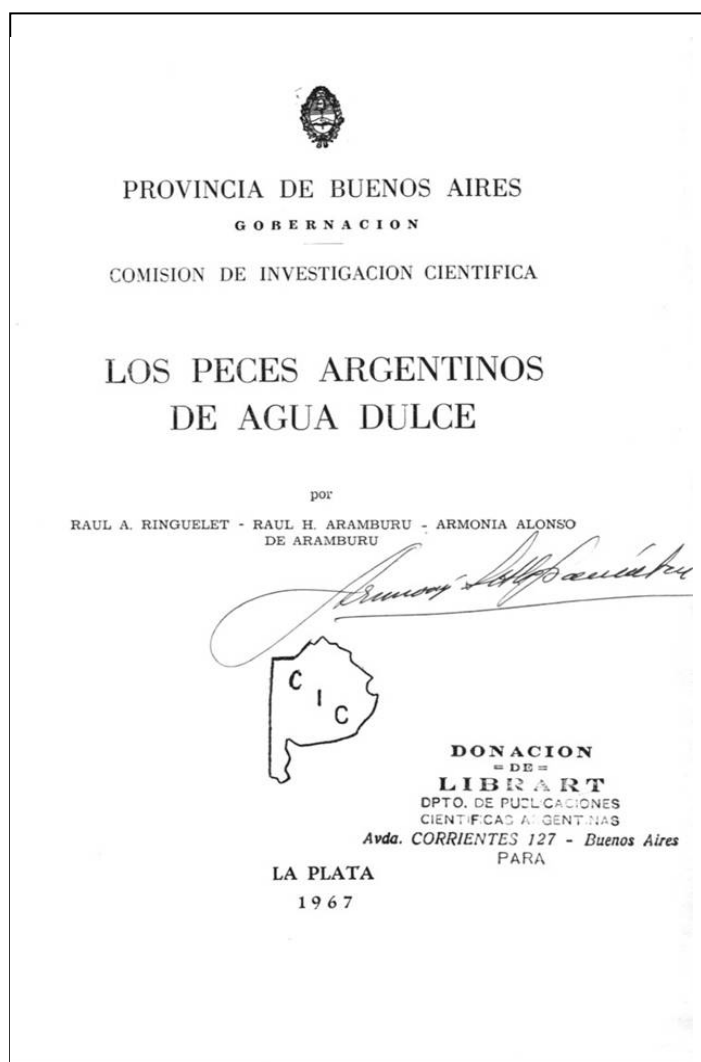 PROVINCIA DE BUENOS AIRES
GOBERNACION
COMISION DE INVESTIGACION CIENTIFICA
LOS PECES ARGENTINOS
DE AGUA DULCE
por
RAUL A. RINGUELET - RAUL H. ARAMBURU - ARMONIA ALONSO
DE ARAMBURU
C
I
C
DONACION
= DE =
LIBRART
DPTO. DE PUBLICACIONES
CIENTIFICAS ARGENTINAS
Avda. CORRIENTES 127 - Buenos Aires
PARA
LA PLATA
1967